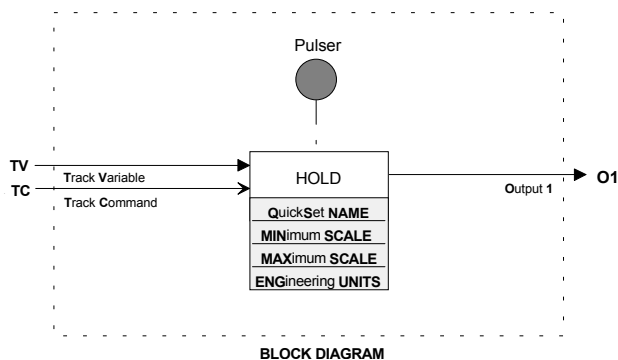 Pulser
TV
Track Variable
TC
Track Command
HOLD
Output 1
O1
QuickSet NAME
MINimum SCALE
MAXimum SCALE
ENGineering UNITS
BLOCK DIAGRAM